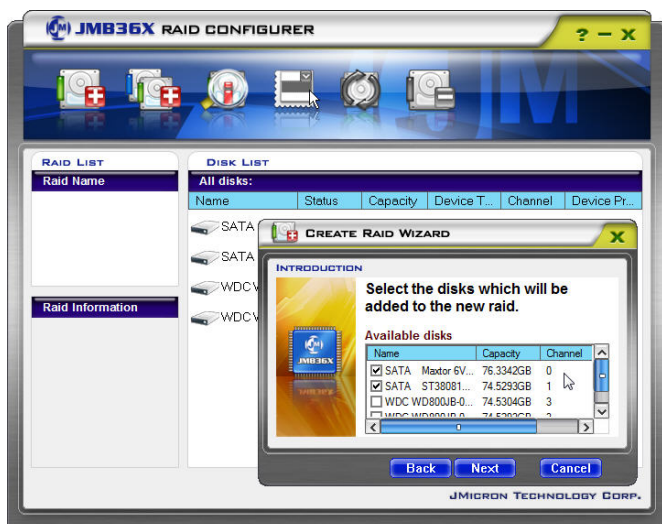 JMB36X RAID CONFIGURER
? – X
RAID LIST
Raid Name
Raid Information
DISK LIST
All disks:
Name Status Capacity Device T... Channel Device Pr...
SATA
SATA
WDC
WDC
CREATE RAID WIZARD
X
INTRODUCTION
Select the disks which will be
added to the new raid.
JMB36X
Available disks
Name Capacity Channel
SATA Maxtor 6V... 76.3342GB 0
SATA ST38081... 74.5293GB 1
WDC WD800JB-0... 74.5304GB 3
WDC WD800JB-0...
Back Next Cancel
JMICRON TECHNOLOGY CORP.